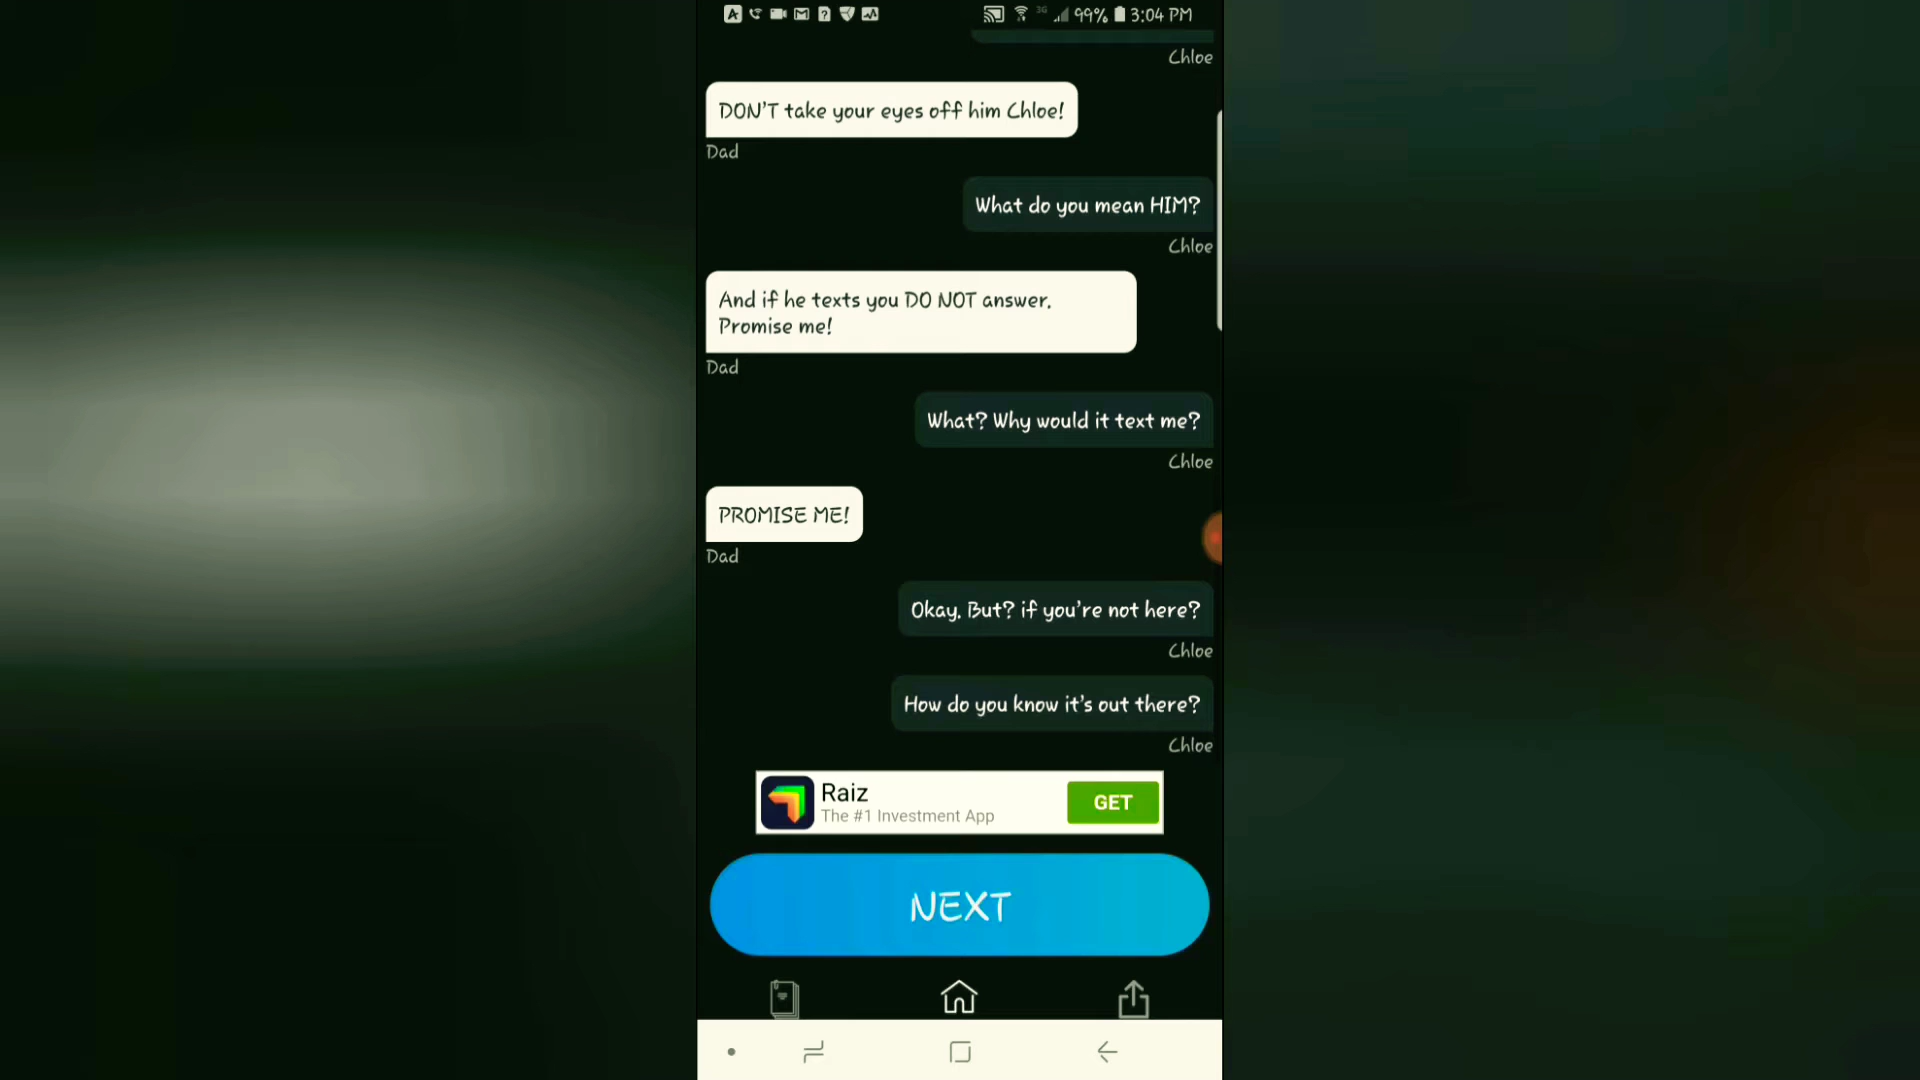 3G 99% 3:04 PM
Chloe
DON'T take your eyes off him Chloe!
Dad
What do you mean HIM?
Chloe
And if he texts you DO NOT answer.
Promise me!
Dad
What? Why would it text me?
Chloe
PROMISE ME!
Dad
Okay. But? if you're not here?
Chloe
How do you know it's out there?
Chloe
Raiz
The #1 Investment App
GET
NEXT